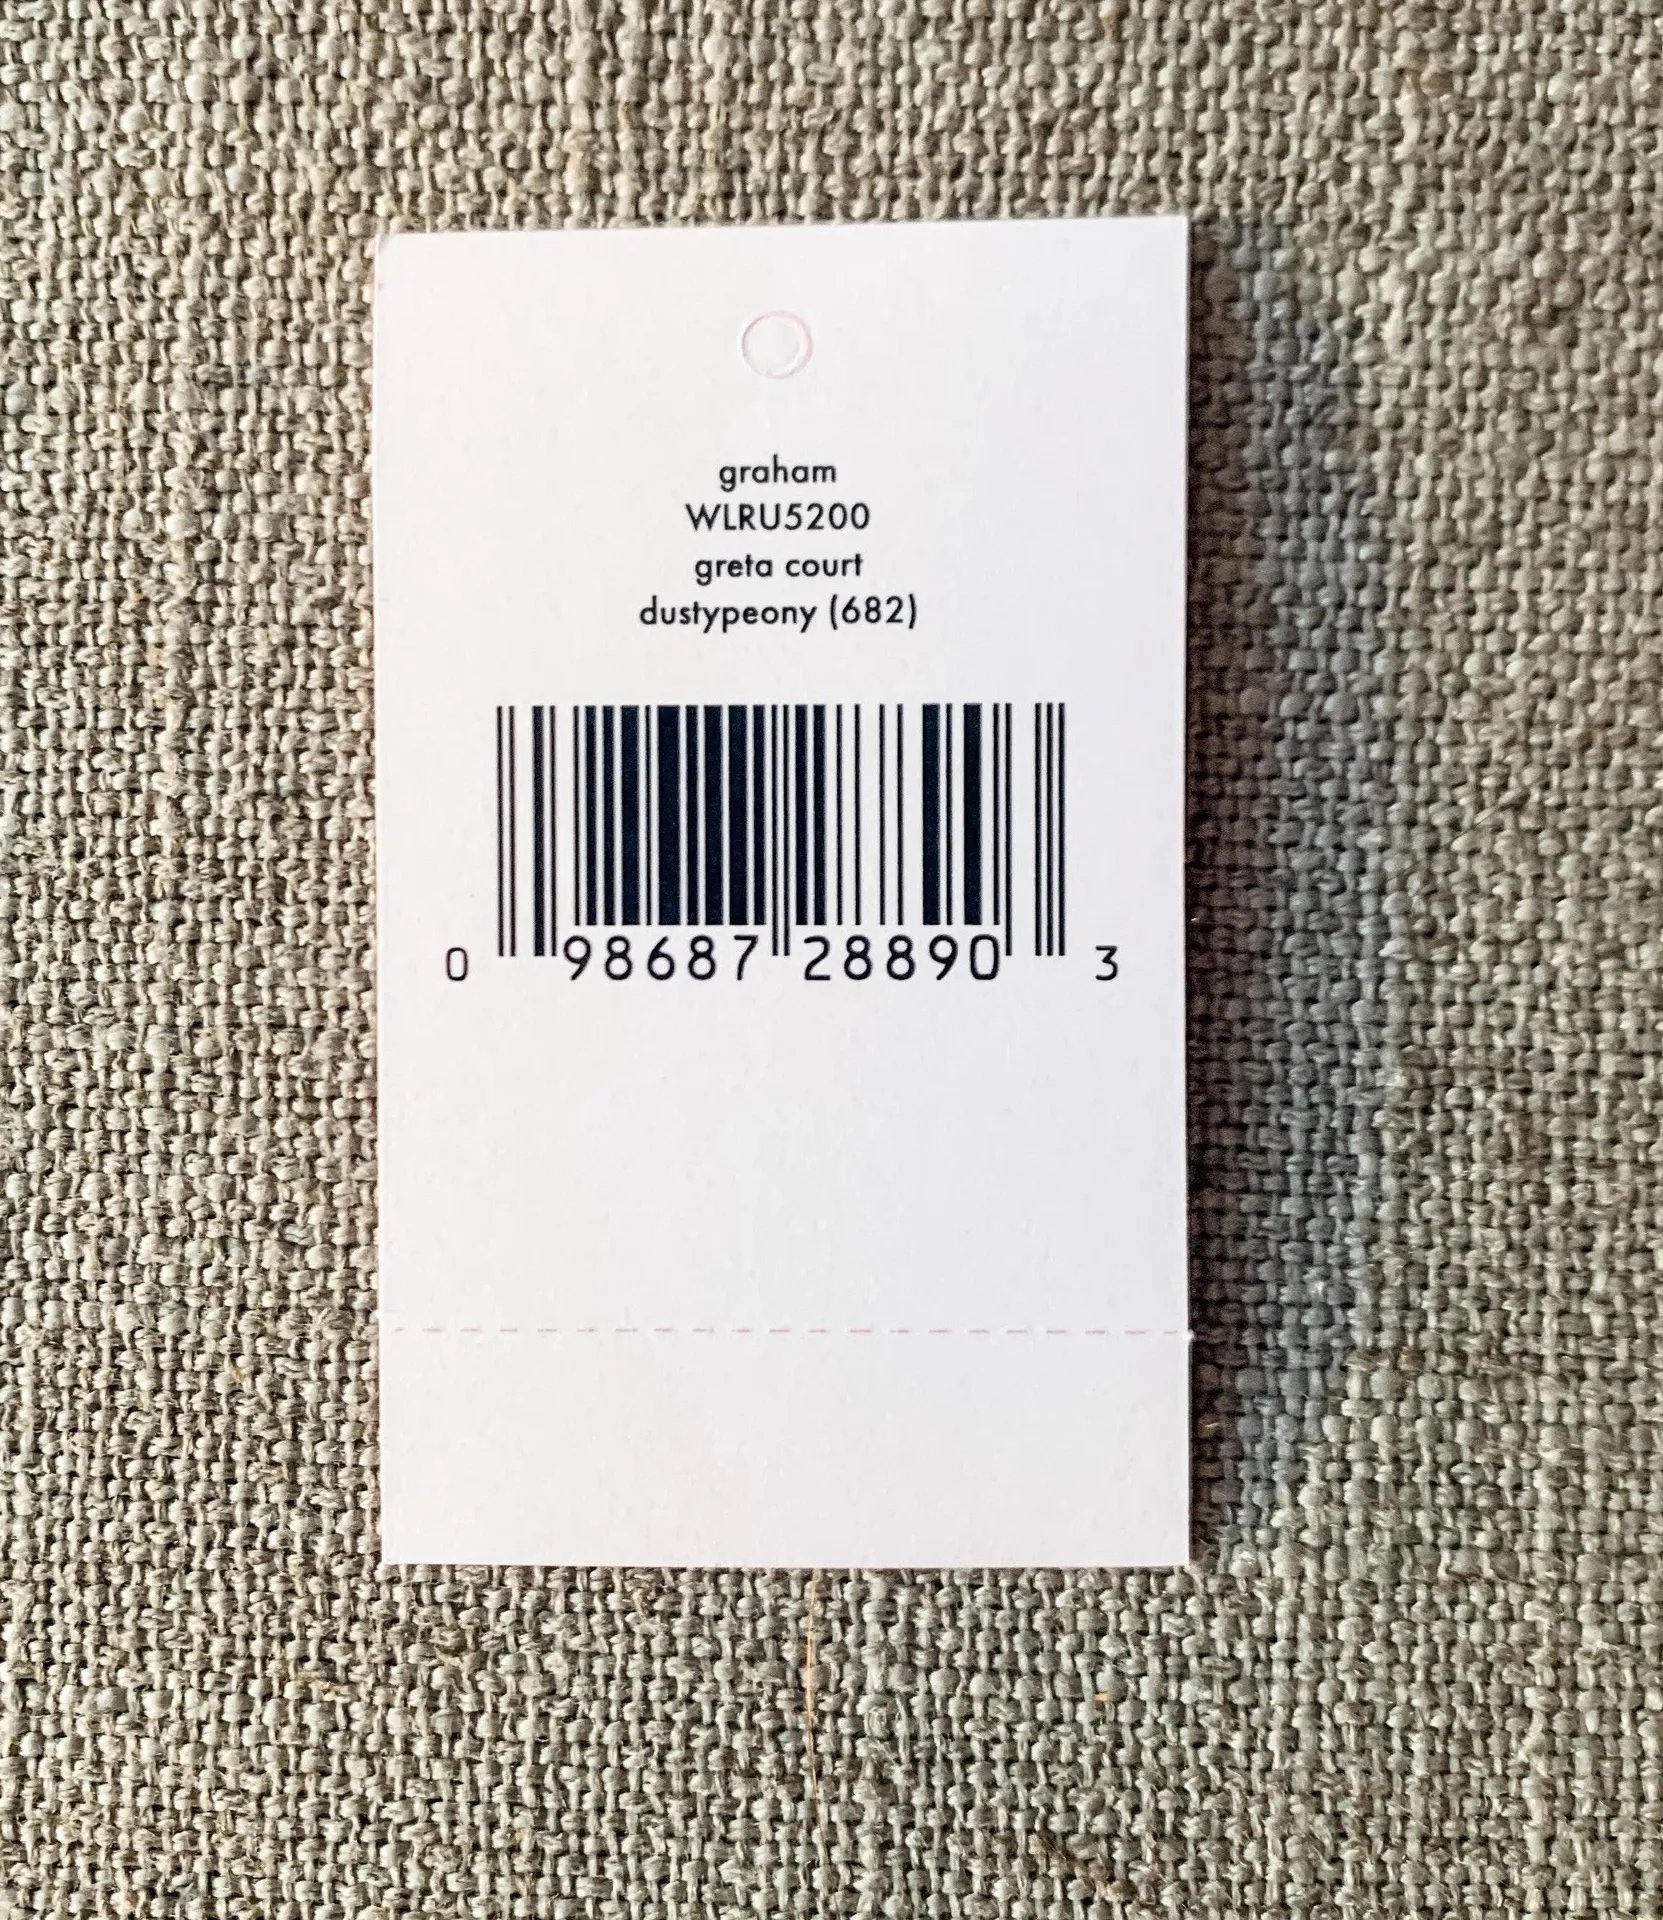 graham
WLRU5200
greta court
dustypeony (682)
0 98687 28890 3